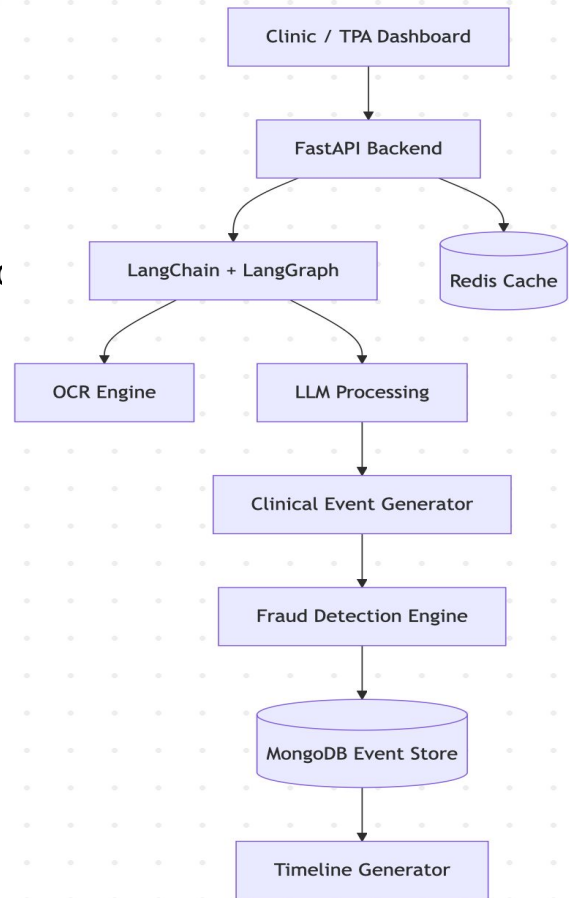 Clinic / TPA Dashboard
FastAPI Backend
LangChain + LangGraph
Redis Cache
OCR Engine
LLM Processing
Clinical Event Generator
Fraud Detection Engine
MongoDB Event Store
Timeline Generator